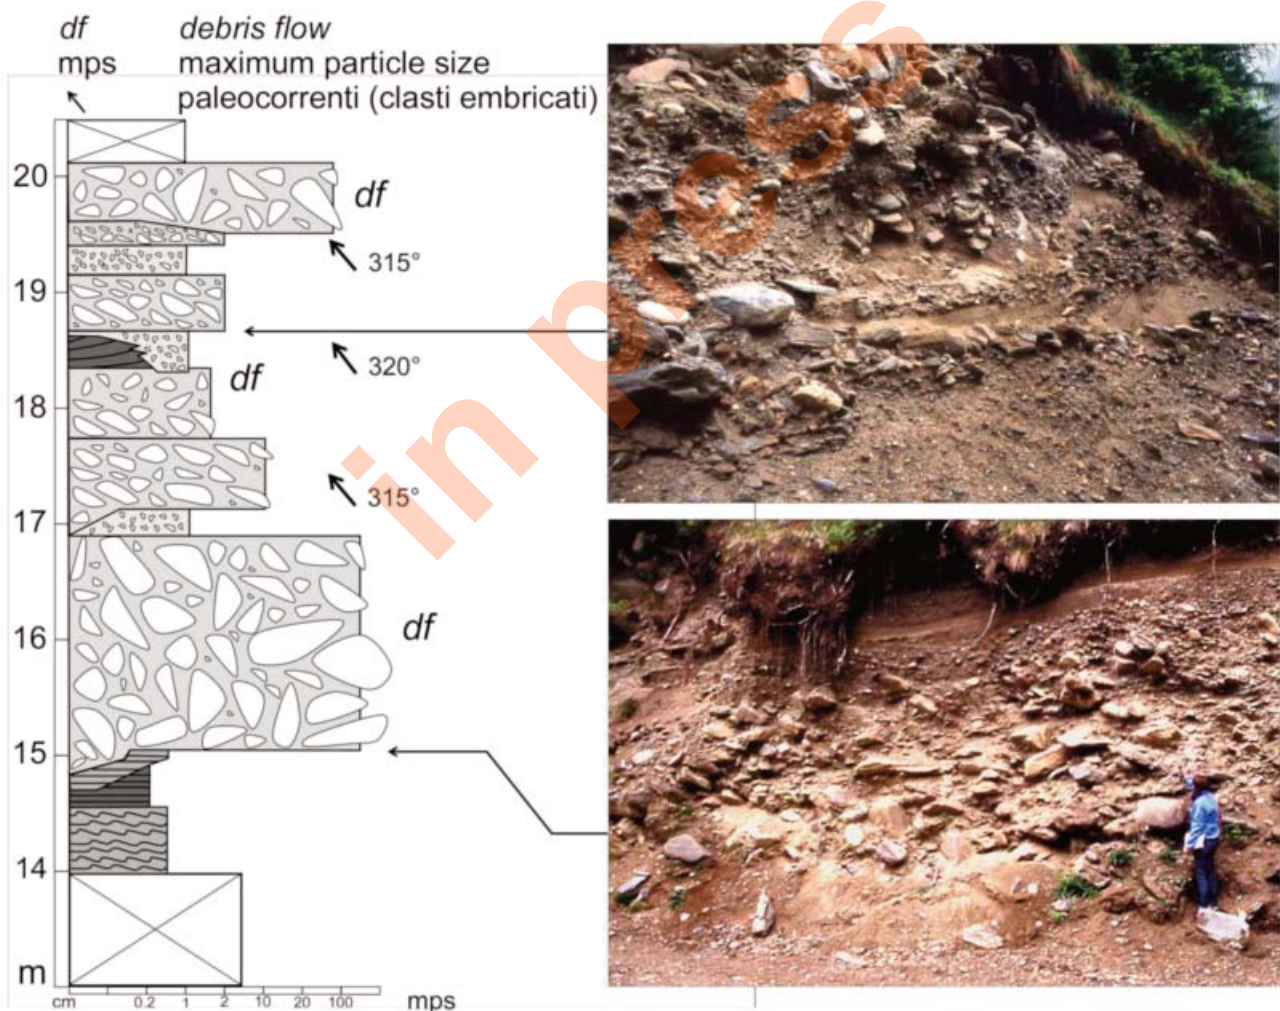 df debris flow
mps maximum particle size
paleocorrenti (clasti embricati)
20
df
315°
19
320°
df
18
315°
17
16
df
15
14
m
cm 0.2 1 2 10 20 100 mps
in press